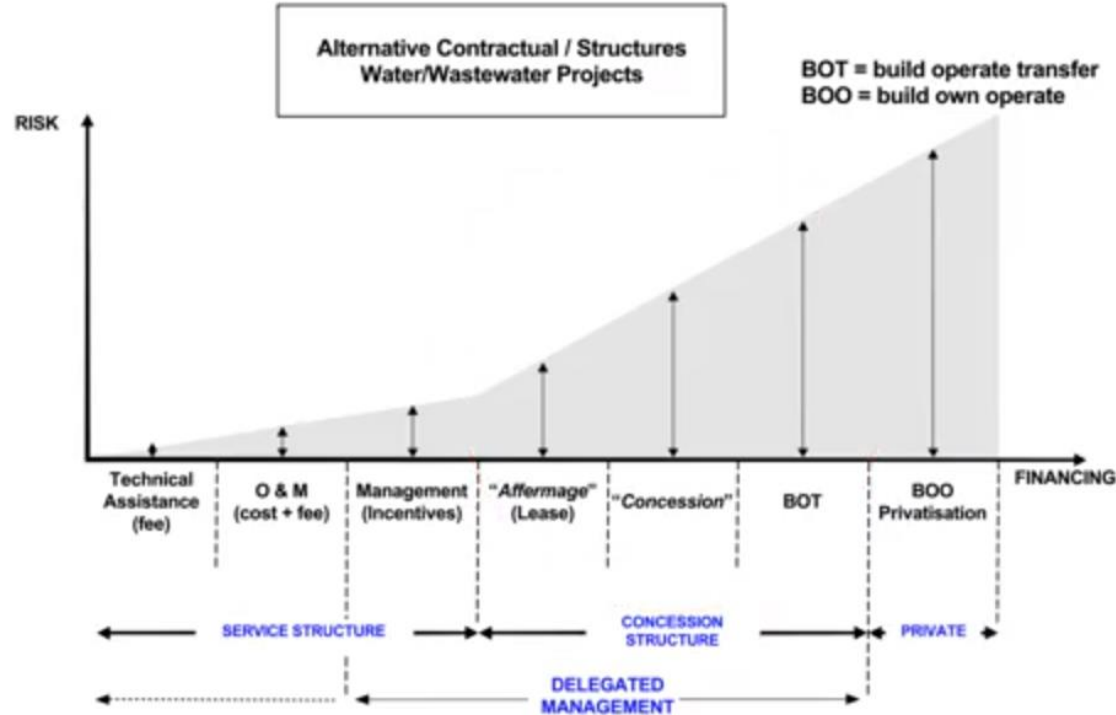 Alternative Contractual / Structures
Water/Wastewater Projects
BOT = build operate transfer
BOO = build own operate
RISK
FINANCING
Technical
Assistance
(fee)
O & M
(cost + fee)
Management
(Incentives)
“Affermage”
(Lease)
“Concession”
BOT
BOO
Privatisation
SERVICE STRUCTURE
CONCESSION
STRUCTURE
PRIVATE
DELEGATED
MANAGEMENT